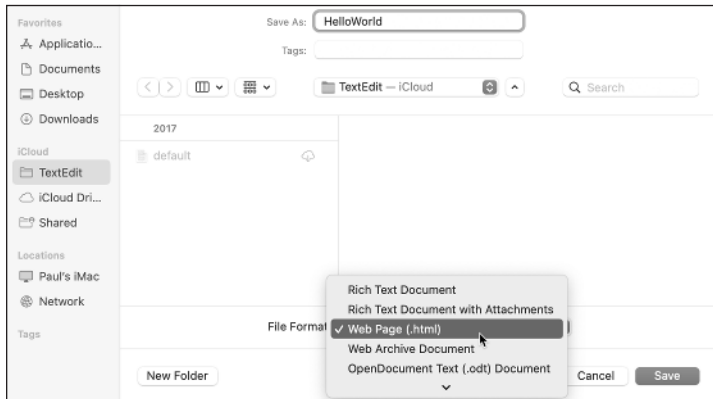 Favorites
Applicatio...
Documents
Desktop
Downloads
iCloud
TextEdit
iCloud Dri...
Shared
Locations
Paul's iMac
Network
Tags
Save As: HelloWorld
Tags:
TextEdit — iCloud
Search
2017
default
Rich Text Document
Rich Text Document with Attachments
File Format
✓ Web Page (.html)
Web Archive Document
OpenDocument Text (.odt) Document
New Folder
Cancel
Save